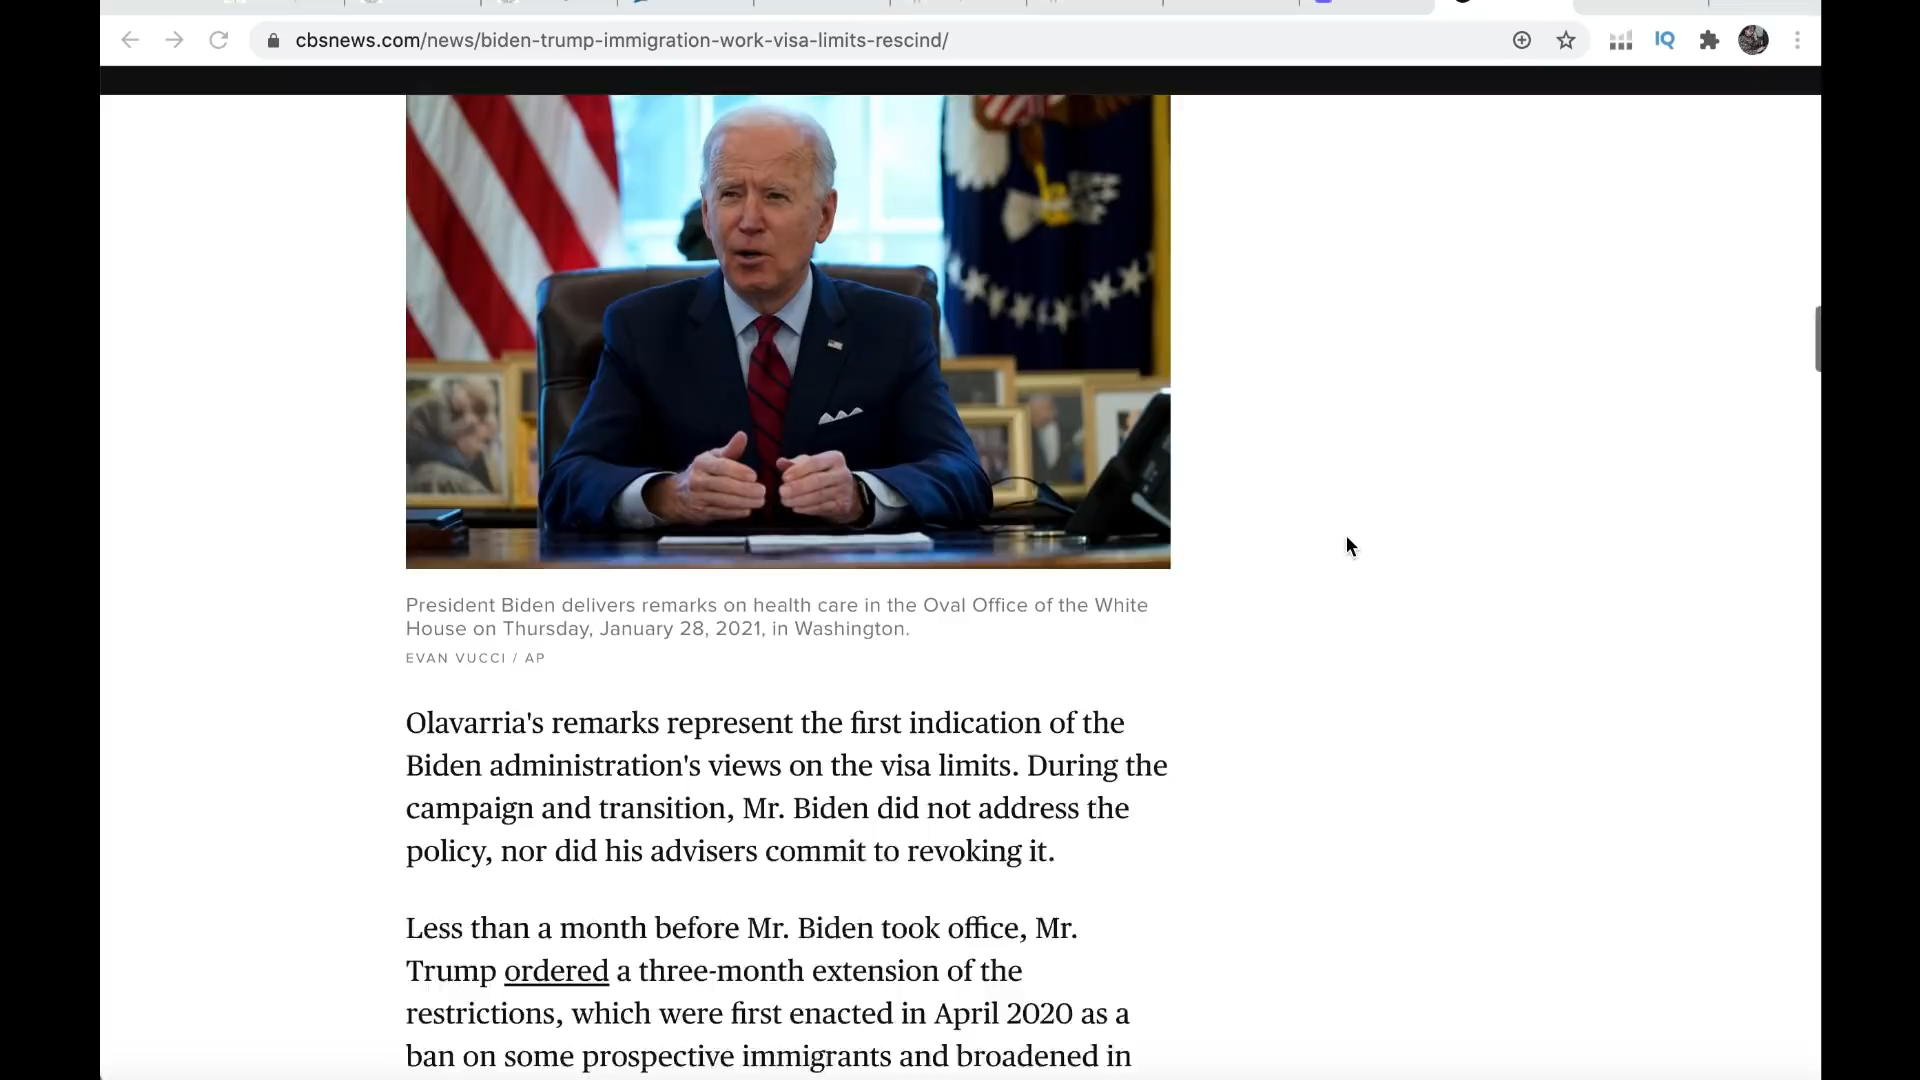 cbsnews.com/news/biden-trump-immigration-work-visa-limits-rescind/
IQ
President Biden delivers remarks on health care in the Oval Office of the White
House on Thursday, January 28, 2021, in Washington.
EVAN VUCCI / AP
Olavarria's remarks represent the first indication of the
Biden administration's views on the visa limits. During the
campaign and transition, Mr. Biden did not address the
policy, nor did his advisers commit to revoking it.
Less than a month before Mr. Biden took office, Mr.
Trump ordered a three-month extension of the
restrictions, which were first enacted in April 2020 as a
ban on some prospective immigrants and broadened in